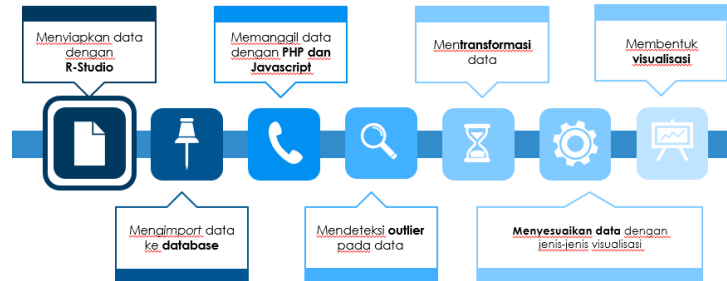 Menyiapkan data
dengan
R-Studio
Mengimport data
ke database
Memanggil data
dengan PHP dan
Javascript
Mendeteksi outlier
pada data
Mentransformasi
data
Menyesuaikan data dengan
jenis-jenis visualisasi
Membentuk
visualisasi